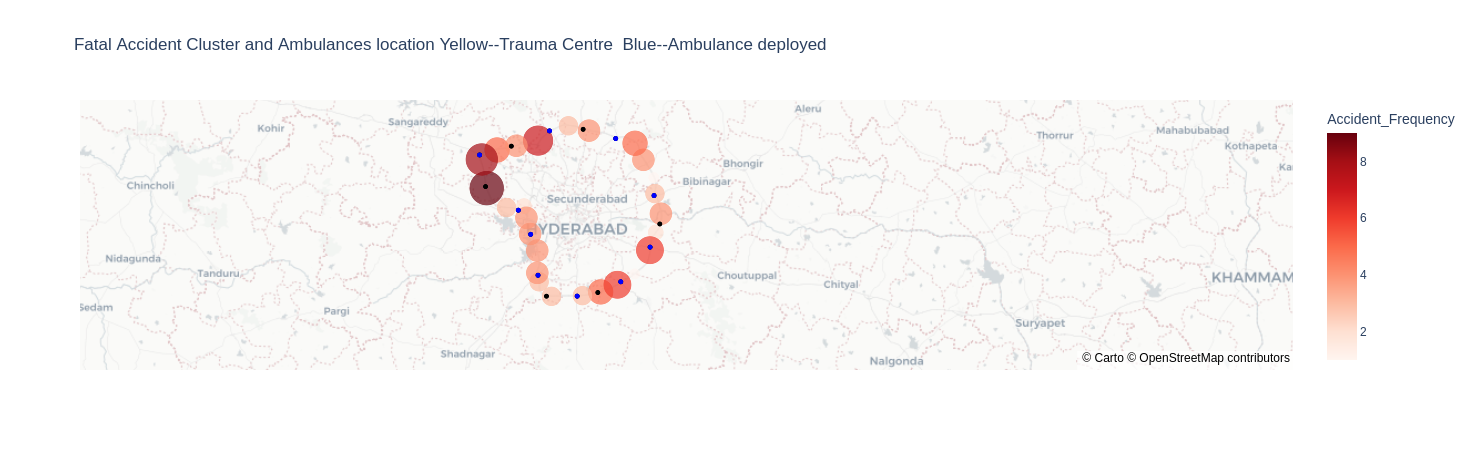 Fatal Accident Cluster and Ambulances location Yellow--Trauma Centre  Blue--Ambulance deployed
Aleru
Accident_Frequency
Kohir
Sangareddy
Thorrur
Mahabubabad
Kothapeta
8
Bhongir
Chincholi
Bibinagar
Secunderabad
6
YDERABAD
Nidagunda
Tanduru
Choutuppal
KHAMMAM
4
Chityal
Sedam
Pargi
Suryapet
2
Shadnagar
Nalgonda
© Carto © OpenStreetMap contributors